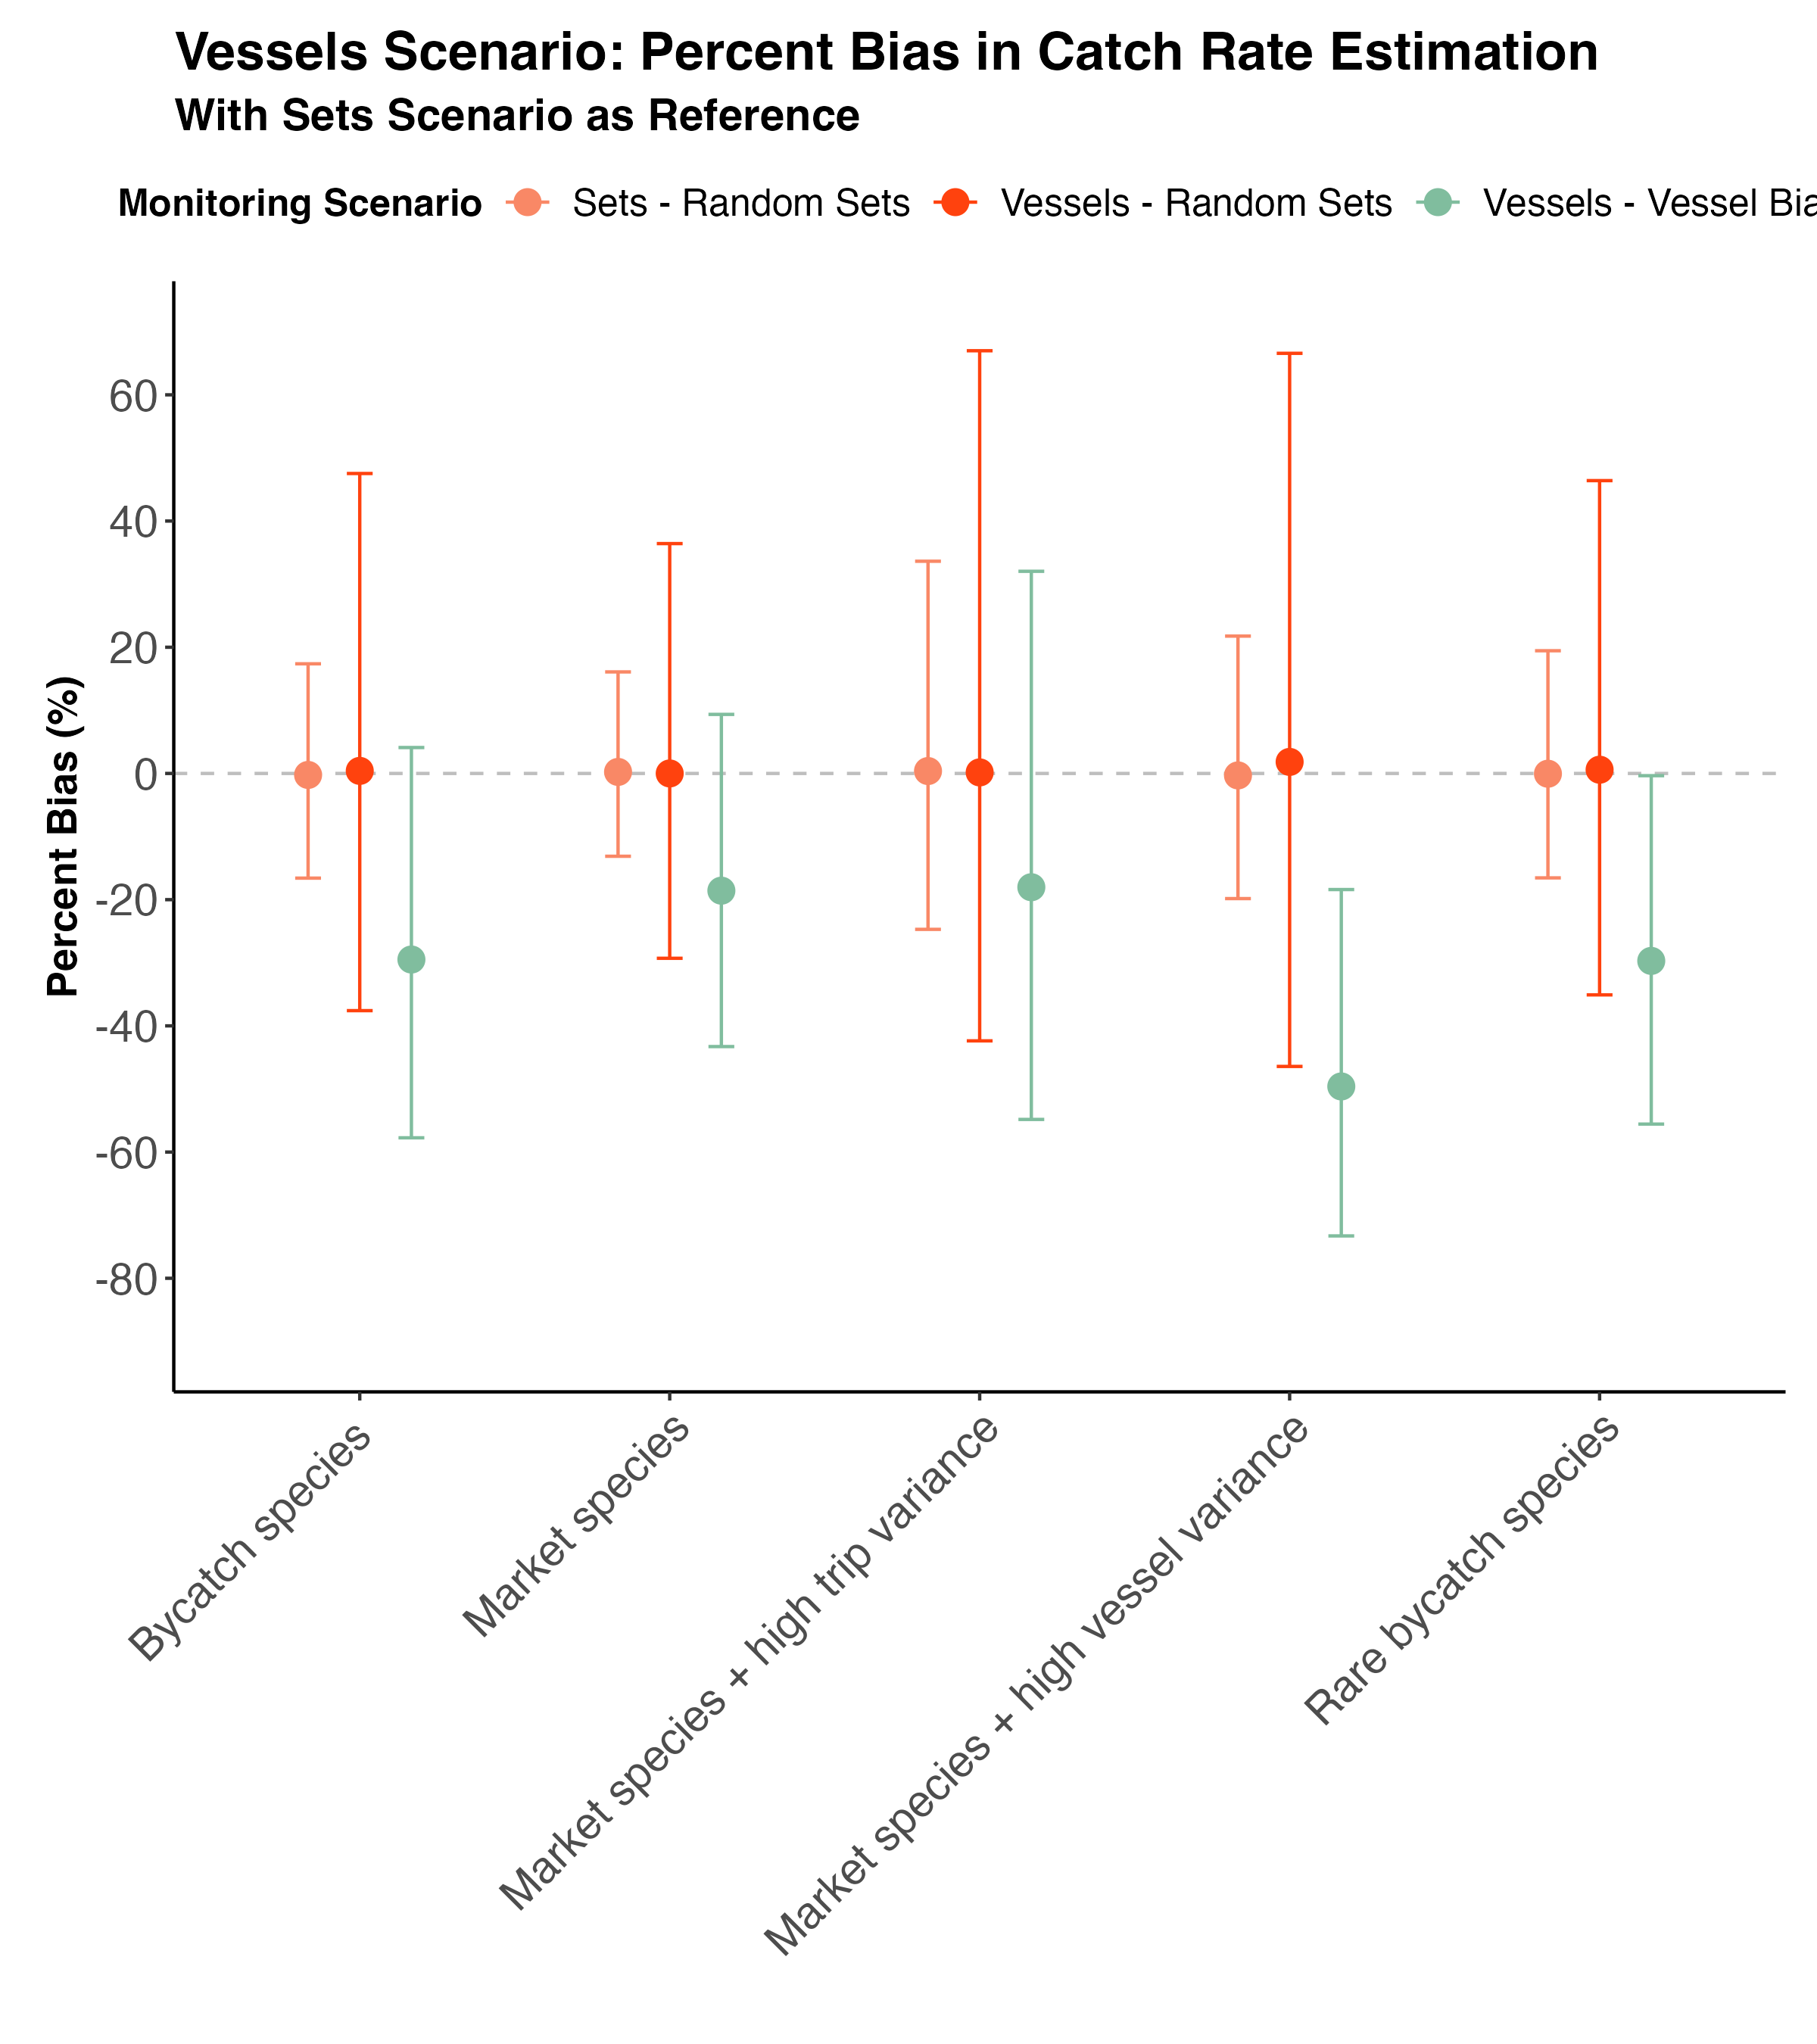 Vessels Scenario: Percent Bias in Catch Rate Estimation
With Sets Scenario as Reference
Monitoring Scenario Sets - Random Sets Vessels - Random Sets Vessels - Vessel Bia
Percent Bias (%)
60
40
20
0
-20
-40
-60
-80
Bycatch species
Market species
Market species + high trip variance
Market species + high vessel variance
Rare bycatch species